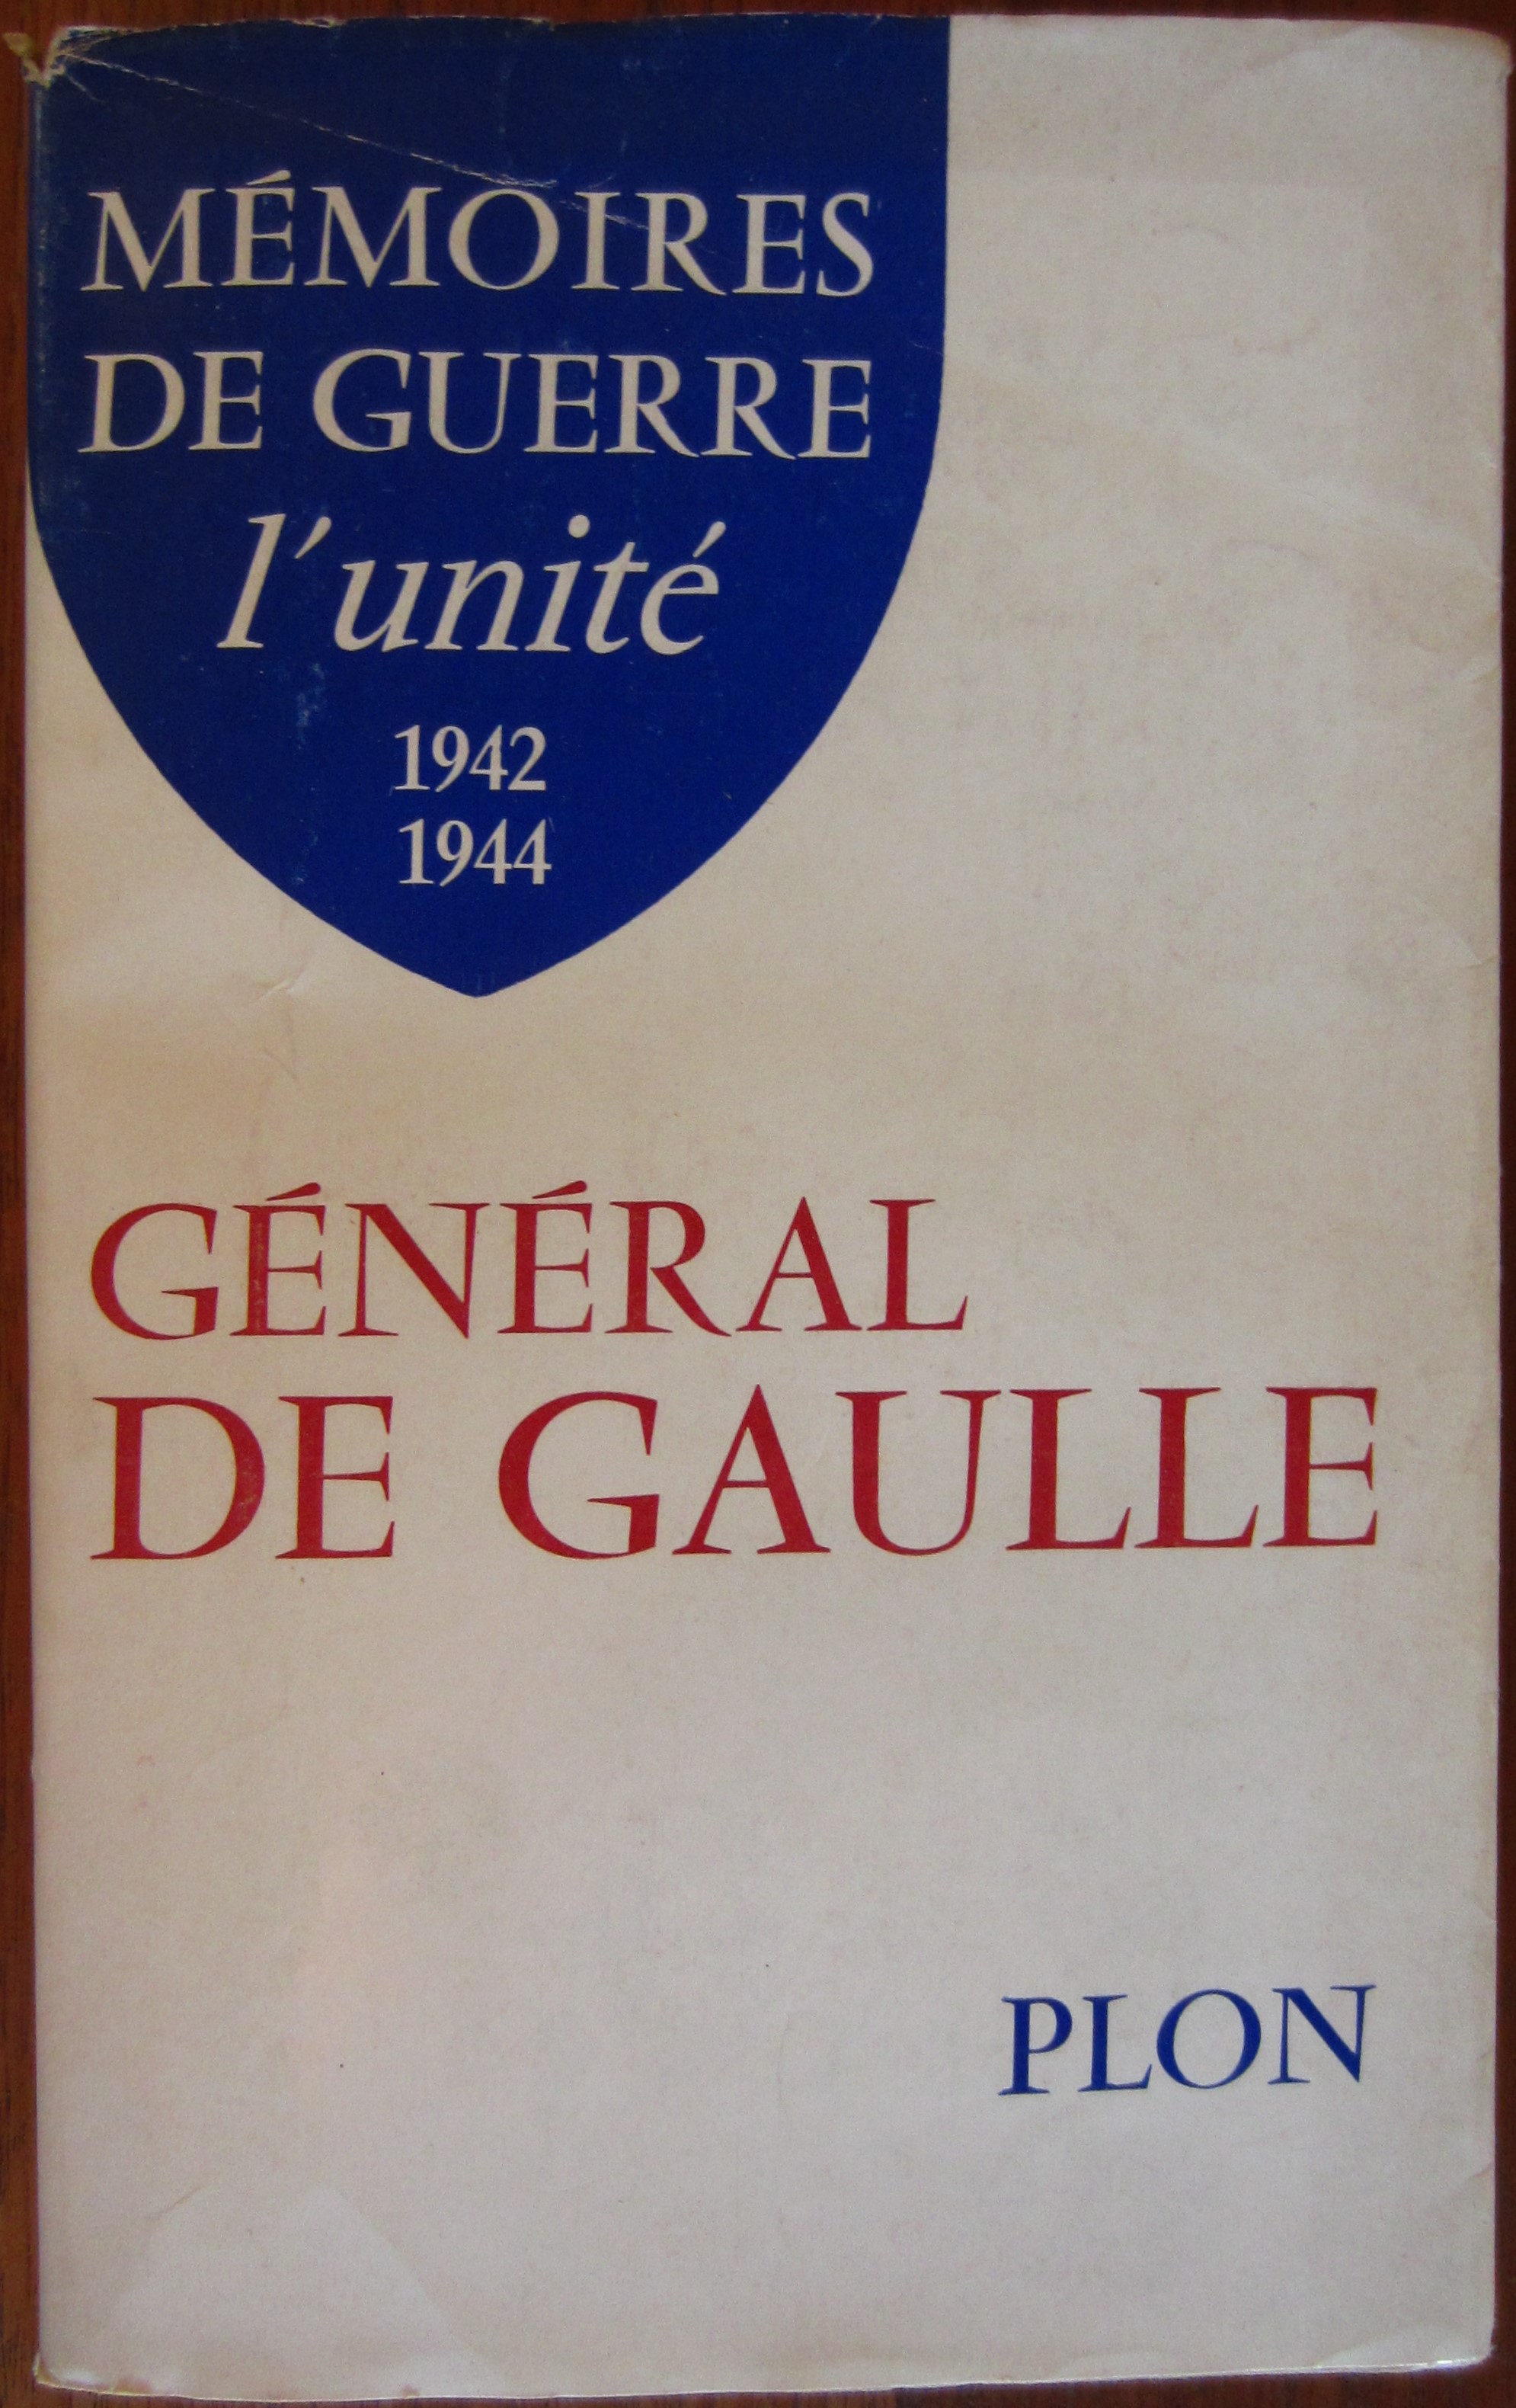 MÉMOIRES
DE GUERRE
l'unité
1942
1944
GÉNÉRAL
DE GAULLE
PLON